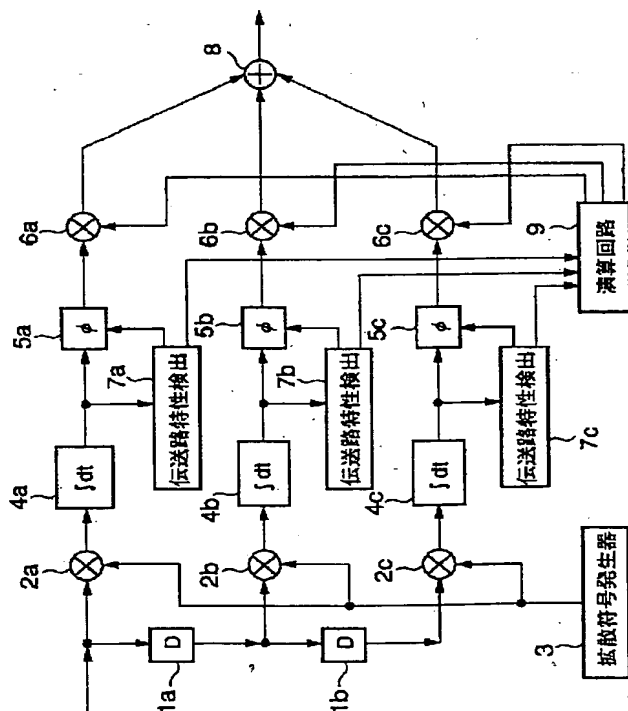 8
6a
6b
6c
9
演算回路
5a
φ
5b
φ
5c
φ
7a
伝送路特性検出
7b
伝送路特性検出
7c
伝送路特性検出
4a
∫dt
4b
∫dt
4c
∫dt
2a
2b
2c
D
1a
D
1b
3
拡散符号発生器